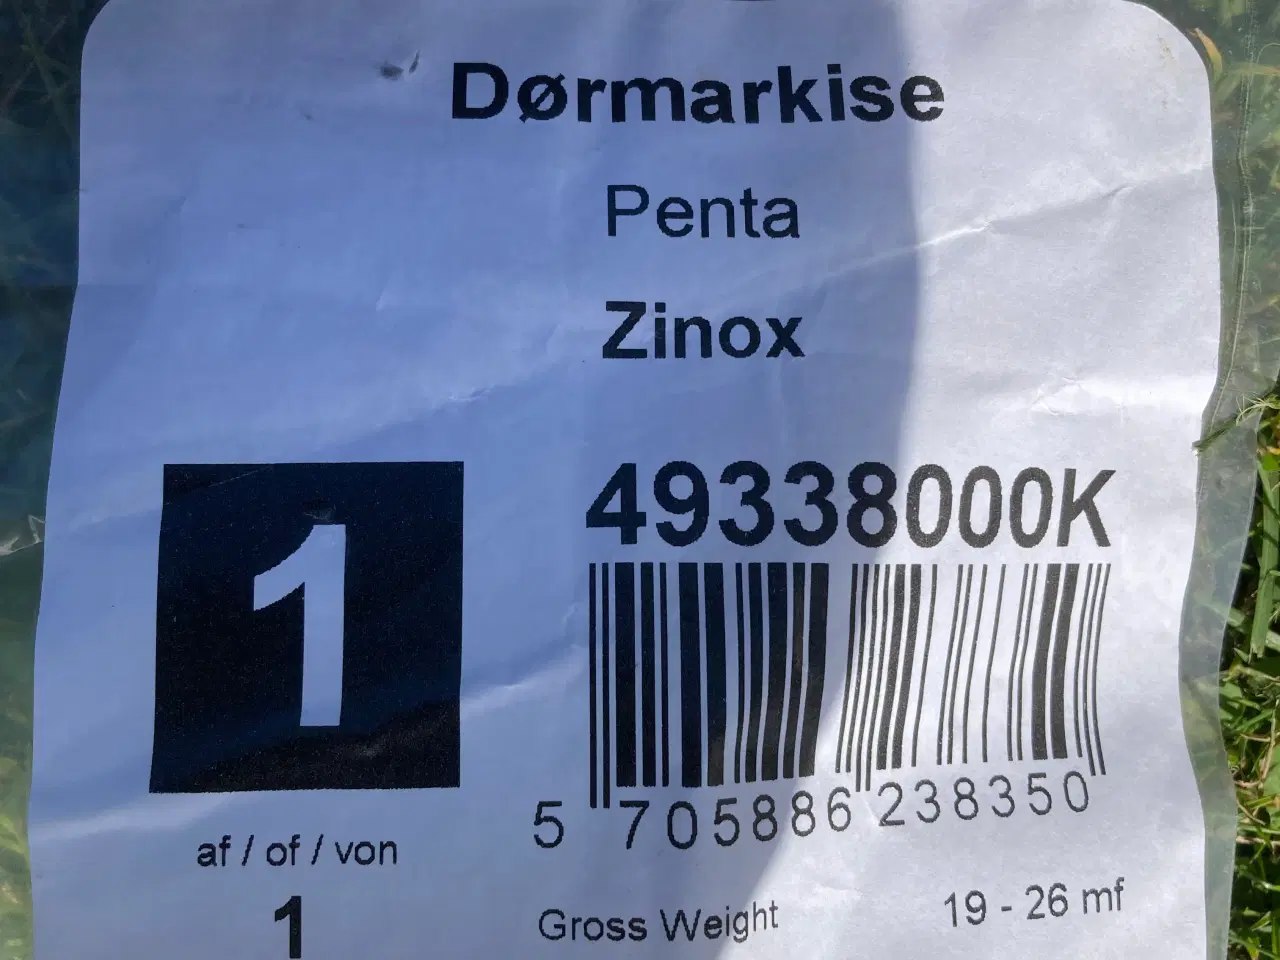 Dørmarkise
Penta
Zinox
1
49338000K
5 705886 238350
af / of / von
1
Gross Weight
19 - 26 mf